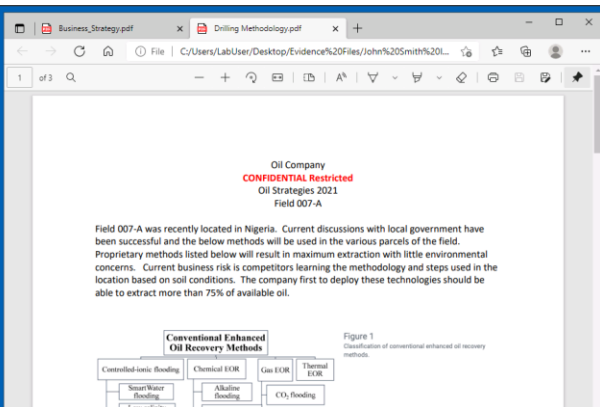 Business_Strategy.pdf
Drilling Methodology.pdf
File
C:/Users/LabUser/Desktop/Evidence%20Files/John%20Smith%20I...
1 of 3
Oil Company
CONFIDENTIAL Restricted
Oil Strategies 2021
Field 007-A
Field 007-A was recently located in Nigeria. Current discussions with local government have
been successful and the below methods will be used in the various parcels of the field.
Proprietary methods listed below will result in maximum extraction with little environmental
concerns. Current business risk is competitors learning the methodology and steps used in the
location based on soil conditions. The company first to deploy these technologies should be
able to extract more than 75% of available oil.
Conventional Enhanced
Oil Recovery Methods
Figure 1
Classification of conventional enhanced oil recovery
methods.
Controlled-ionic flooding
Chemical EOR
Gas EOR
Thermal
EOR
Smart Water
flooding
Alkaline
flooding
CO₂ flooding